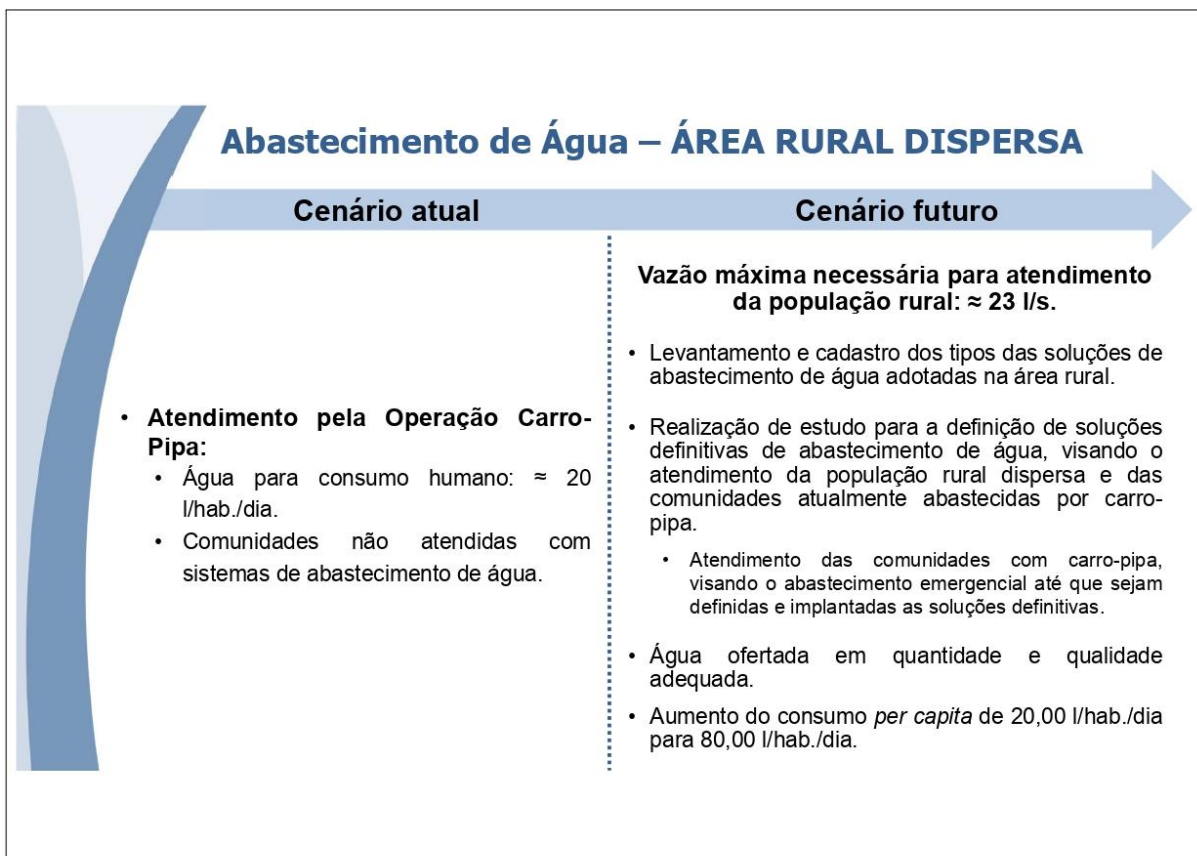 Abastecimento de Água – ÁREA RURAL DISPERSA
Cenário atual
Cenário futuro
• Atendimento pela Operação Carro-
Pipa:
• Água para consumo humano: ≈ 20
l/hab./dia.
• Comunidades não atendidas com
sistemas de abastecimento de água.
Vazão máxima necessária para atendimento
da população rural: ≈ 23 l/s.
• Levantamento e cadastro dos tipos das soluções de
abastecimento de água adotadas na área rural.
• Realização de estudo para a definição de soluções
definitivas de abastecimento de água, visando o
atendimento da população rural dispersa e das
comunidades atualmente abastecidas por carro-
pipa.
• Atendimento das comunidades com carro-pipa,
visando o abastecimento emergencial até que sejam
definidas e implantadas as soluções definitivas.
• Água ofertada em quantidade e qualidade
adequada.
• Aumento do consumo per capita de 20,00 l/hab./dia
para 80,00 l/hab./dia.